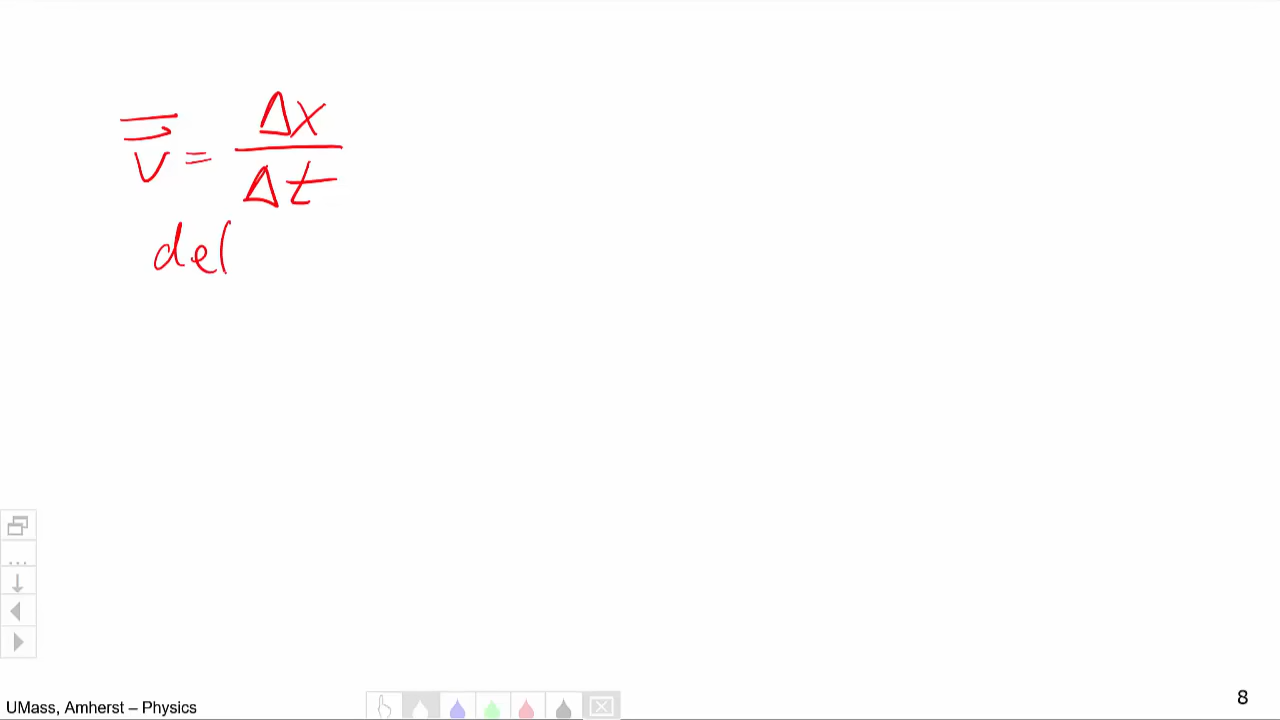 v⃗̅ = Δx / Δt
del
UMass, Amherst – Physics
8